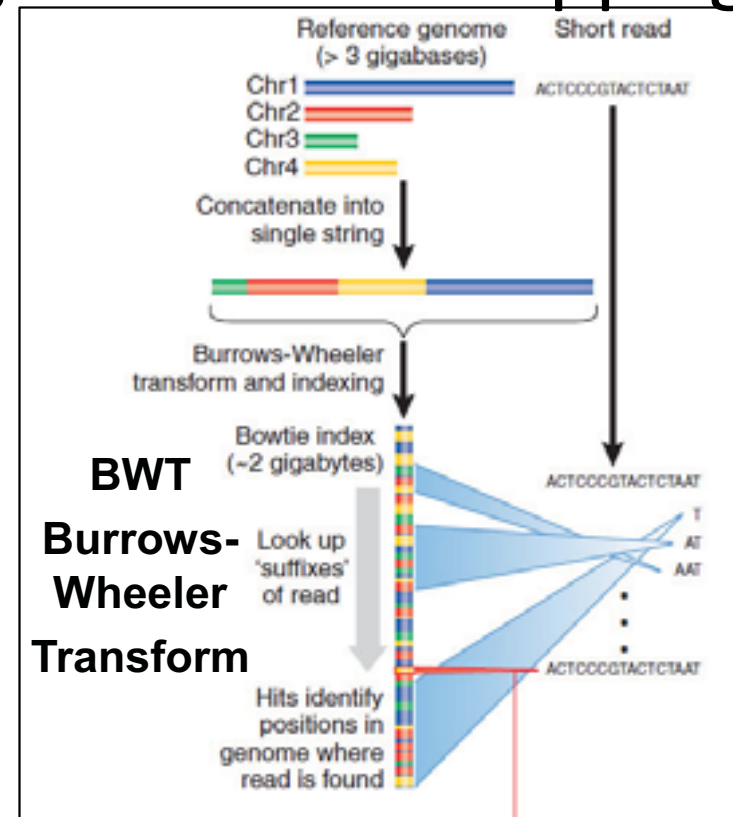 Reference genome
(> 3 gigabases)
Short read
Chr1
ACTCCCGTACTCTAAT
Chr2
Chr3
Chr4
Concatenate into
single string
Burrows-Wheeler
transform and indexing
Bowtie index
(~2 gigabytes)
BWT
Burrows-
Wheeler
Transform
Look up
'suffixes'
of read
ACTCCCGTACTCTAAT
T
AT
AAT
ACTCCCGTACTCTAAT
Hits identify
positions in
genome where
read is found